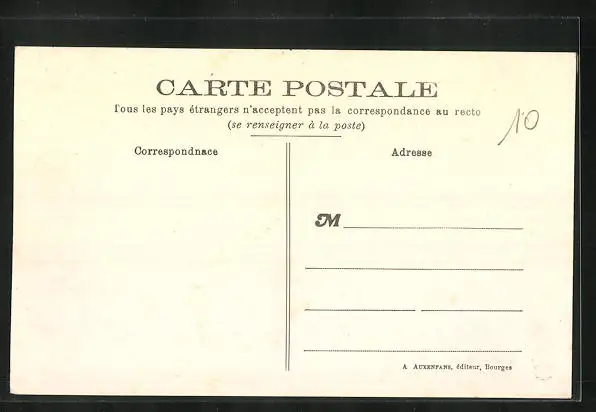 CARTE POSTALE
Tous les pays étrangers n'acceptent pas la correspondance au recto
(se renseigner à la poste)
10
Correspondnace
Adresse
M
A. AUXENFANS, éditeur, Bourges